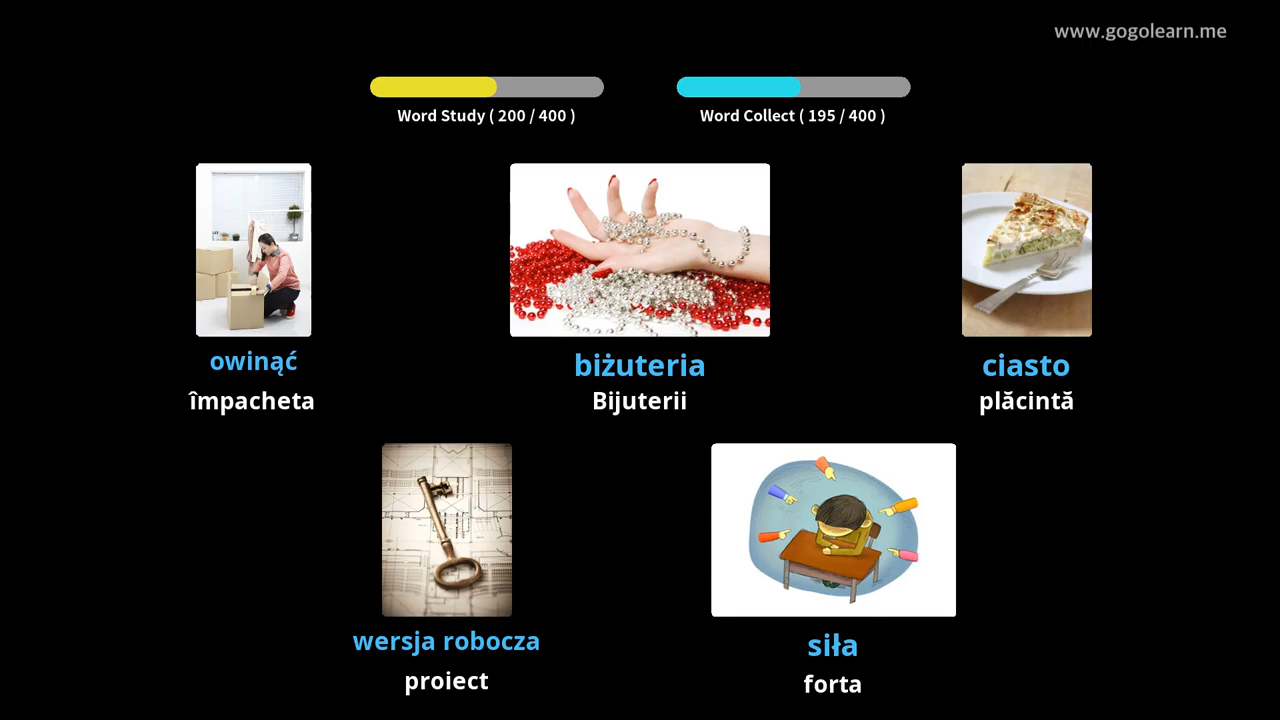 www.gogolearn.me
Word Study ( 200 / 400 )
Word Collect ( 195 / 400 )
owinąć
împacheta
biżuteria
Bijuterii
ciasto
plăcintă
wersja robocza
proiect
siła
forta